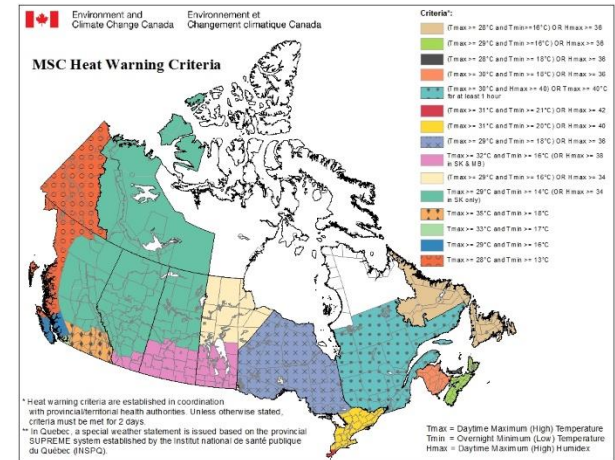 Environment and
Climate Change Canada
Environnement et
Changement climatique Canada
MSC Heat Warning Criteria
Criteria*:
(Tmax >= 28°C and Tmin>=16°C) OR Hmax >= 36
(Tmax >= 29°C and Tmin >=16°C) OR Hmax >= 36
(Tmax >= 28°C and Tmin >= 18°C) OR Hmax >= 36
(Tmax >= 30°C and Tmin >= 18°C) OR Hmax >= 36
(Tmax >= 30°C and Hmax >= 40) OR Tmax >= 40°C
for at least 1 hour
(Tmax >= 31°C and Tmin >= 21°C) OR Hmax >= 42
(Tmax >= 31°C and Tmin >= 20°C) OR Hmax >= 40
(Tmax >= 29°C and Tmin >= 18°C) OR Hmax >= 36
Tmax >= 32°C and Tmin >= 16°C (OR Hmax >= 38
in SK & MB)
(Tmax >= 29°C and Tmin >= 16°C) OR Hmax >= 34
Tmax >= 29°C and Tmin >= 14°C (OR Hmax >= 34
in SK only)
Tmax >= 35°C and Tmin >= 18°C
Tmax >= 33°C and Tmin >= 17°C
Tmax >= 29°C and Tmin >= 16°C
Tmax >= 28°C and Tmin >= 13°C
* Heat warning criteria are established in coordination
with provincial/territorial health authorities. Unless otherwise stated,
criteria must be met for 2 days.
** In Quebec, a special weather statement is issued based on the provincial
SUPREME system established by the Institut national de santé publique
du Québec (INSPQ).
Tmax = Daytime Maximum (High) Temperature
Tmin = Overnight Minimum (Low) Temperature
Hmax = Daytime Maximum (High) Humidex